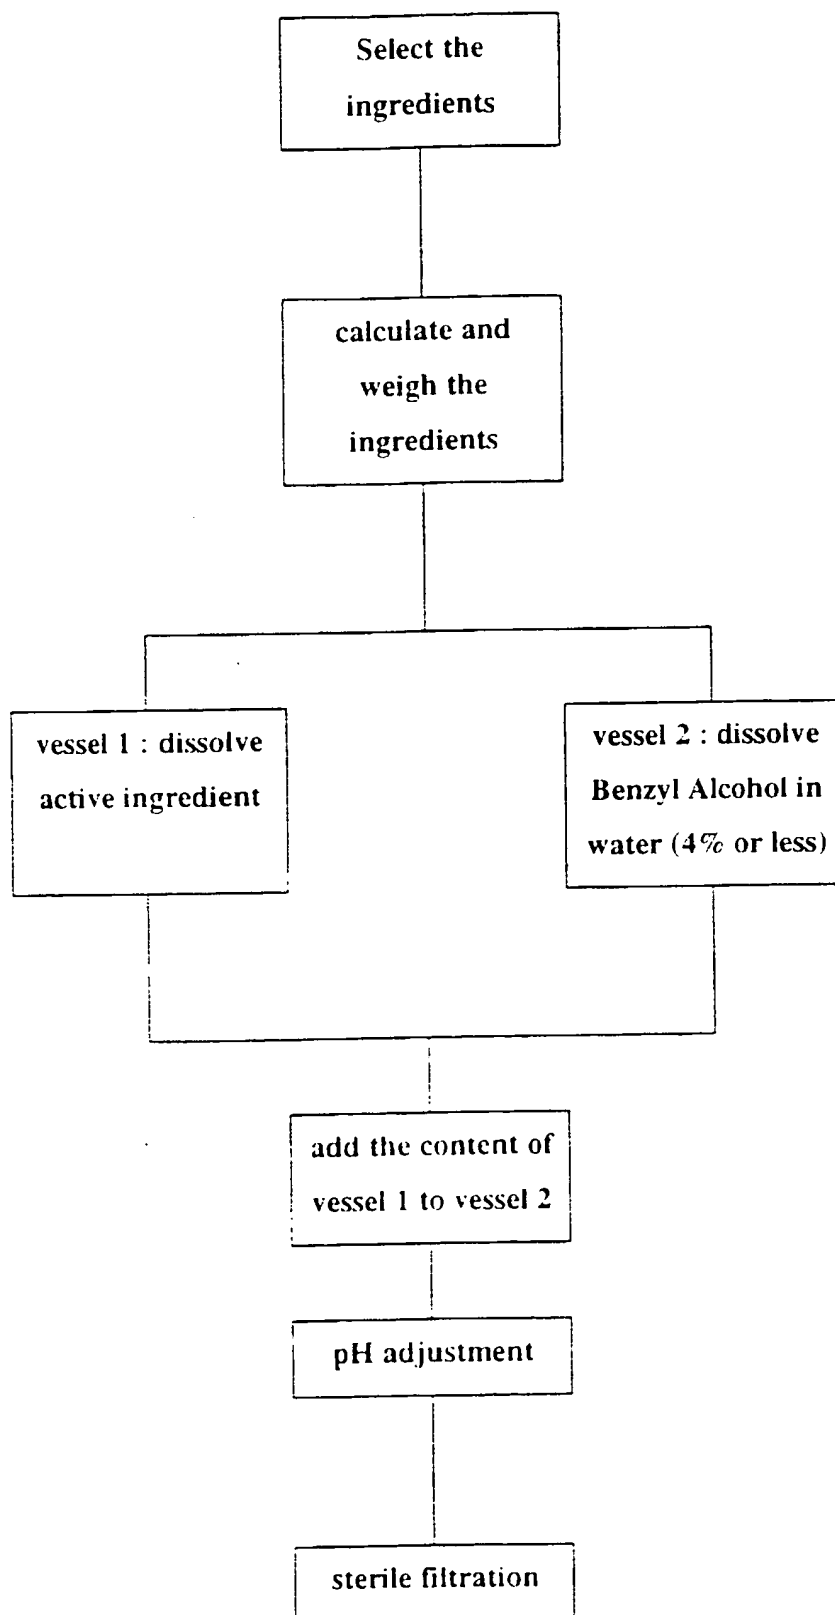 Select the
ingredients
calculate and
weigh the
ingredients
vessel 1 : dissolve
active ingredient
vessel 2 : dissolve
Benzyl Alcohol in
water (4% or less)
add the content of
vessel 1 to vessel 2
pH adjustment
sterile filtration